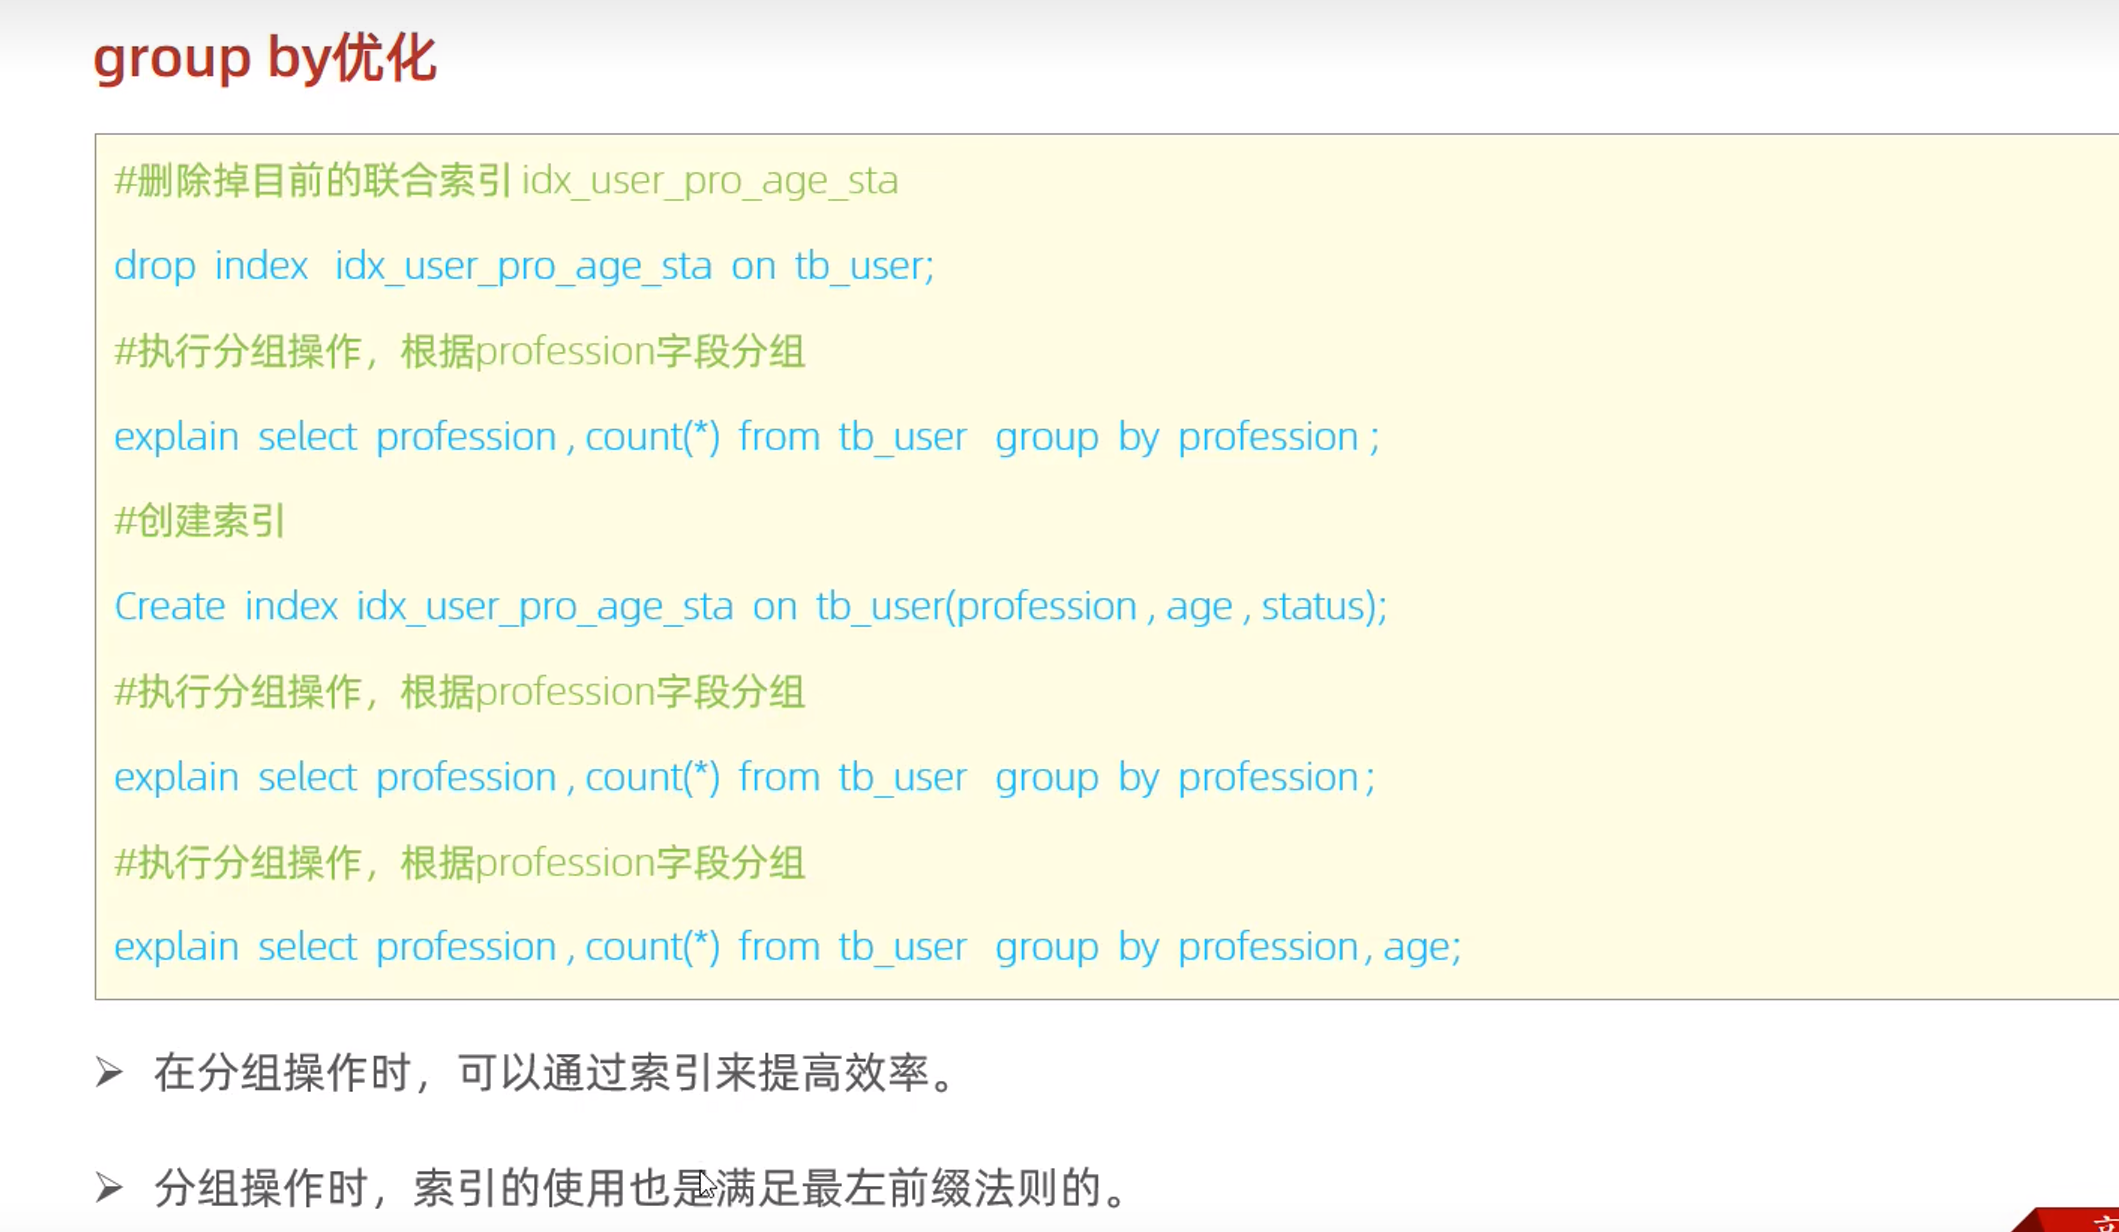 group by优化
#删除掉目前的联合索引 idx_user_pro_age_sta
drop index idx_user_pro_age_sta on tb_user;
#执行分组操作，根据profession字段分组
explain select profession , count(*) from tb_user group by profession ;
#创建索引
Create index idx_user_pro_age_sta on tb_user(profession , age , status);
#执行分组操作，根据profession字段分组
explain select profession , count(*) from tb_user group by profession ;
#执行分组操作，根据profession字段分组
explain select profession , count(*) from tb_user group by profession , age;
➢ 在分组操作时，可以通过索引来提高效率。
➢ 分组操作时，索引的使用也是满足最左前缀法则的。